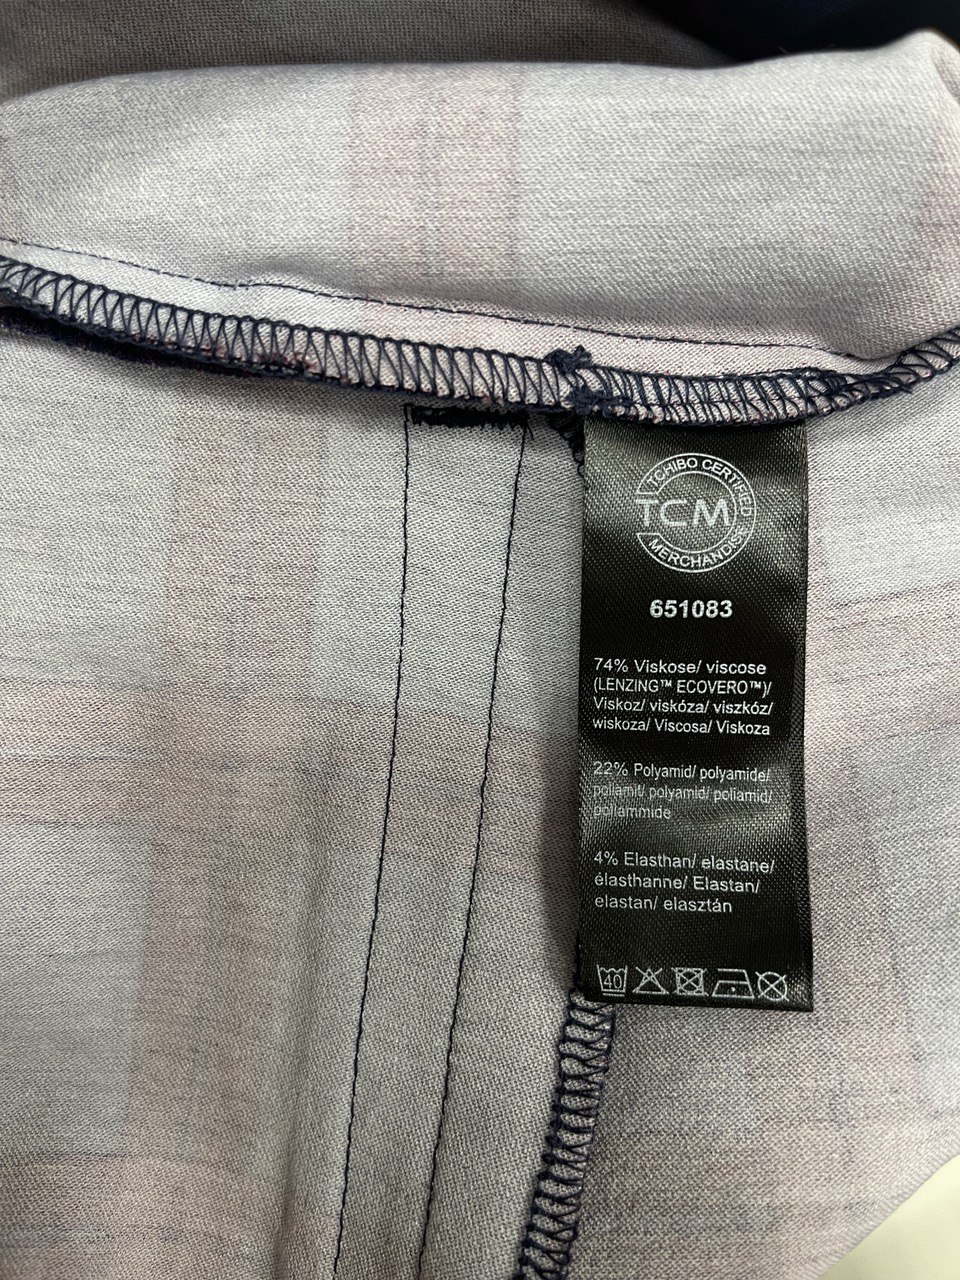 TCHIBO CERTIFIED
TCM
MERCHANDISE
651083
74% Viskose/ viscose
(LENZING™ ECOVERO™)/
Viskoz/ viskóza/ viszkóz/
wiskoza/ Viscosa/ Viskoza
22% Polyamid/ polyamide/
poliamit/ polyamid/ poliamid/
poliammide
4% Elasthan/ elastane/
élasthanne/ Elastan/
elastan/ elasztán
40